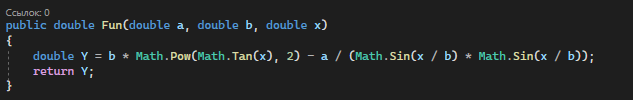 Ссылок: 0
public double Fun(double a, double b, double x)
{
double Y = b * Math.Pow(Math.Tan(x), 2) - a / (Math.Sin(x / b) * Math.Sin(x / b));
return Y;
}